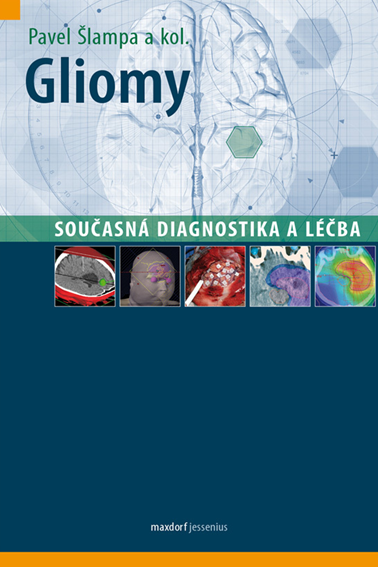 Pavel Šlampa a kol.
Gliomy
SOUČASNÁ DIAGNOSTIKA A LÉČBA
maxdorf jessenius